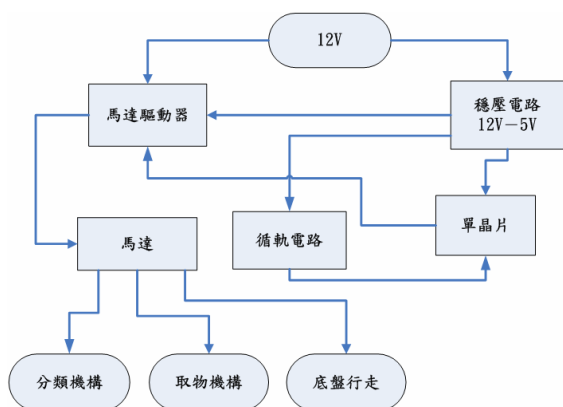 12V
馬達驅動器
穩壓電路
12V－5V
馬達
循軌電路
單晶片
分類機構
取物機構
底盤行走